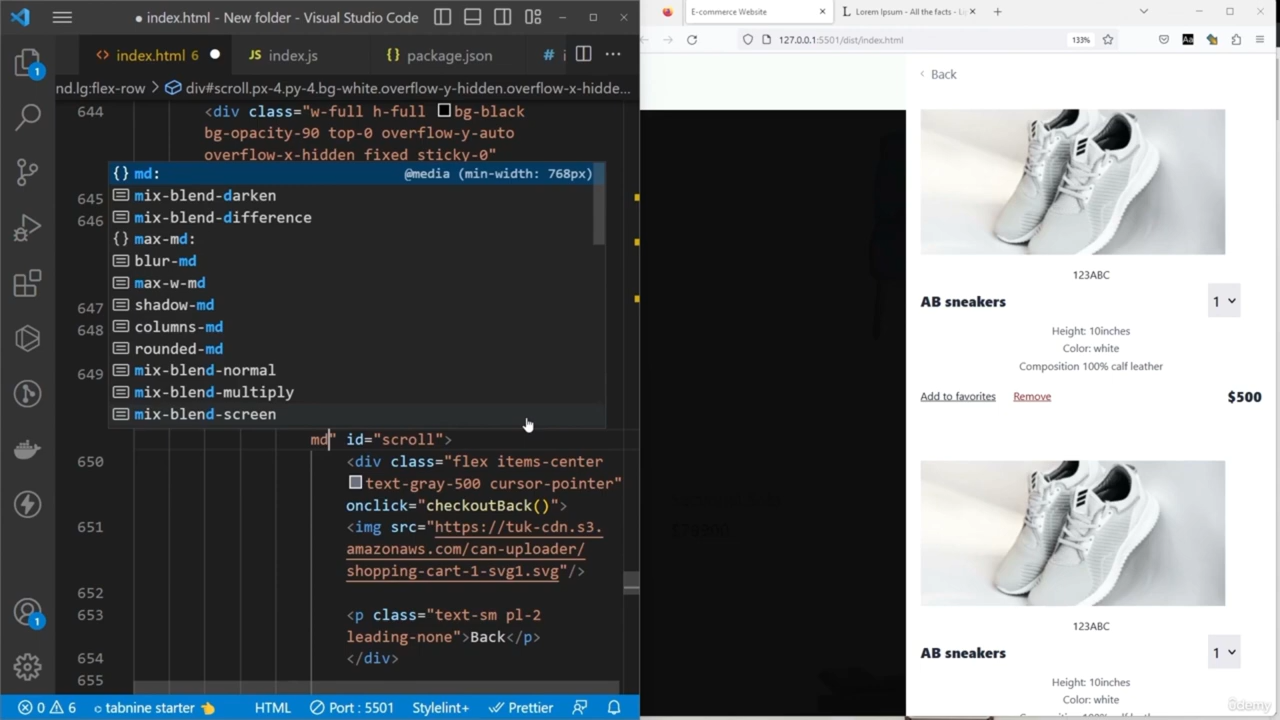 index.html - New folder - Visual Studio Code
index.html 6
JS index.js
{} package.json
# i
nd.lg:flex-row > div#scroll.px-4.py-4.bg-white.overflow-y-hidden.overflow-x-hidde...
644 <div class="w-full h-full bg-black
bg-opacity-90 top-0 overflow-y-auto
overflow-x-hidden fixed sticky-0"
{} md: @media (min-width: 768px)
mix-blend-darken
mix-blend-difference
{} max-md:
blur-md
max-w-md
shadow-md
columns-md
rounded-md
mix-blend-normal
mix-blend-multiply
mix-blend-screen
645
646
647
648
649
md" id="scroll">
650 <div class="flex items-center
text-gray-500 cursor-pointer"
onclick="checkoutBack()">
651 <img src="https://tuk-cdn.s3.
amazonaws.com/can-uploader/
shopping-cart-1-svg1.svg"/>
652
653 <p class="text-sm pl-2
leading-none">Back</p>
654 </div>
655
1
1
0 6 tabnine starter HTML Port : 5501 Stylelint+ Prettier
E-commerce Website
Lorem Ipsum - All the facts - Li
127.0.0.1:5501/dist/index.html
133%
Aa
Back
123ABC
AB sneakers
1
Height: 10inches
Color: white
Composition 100% calf leather
Add to favorites Remove $500
123ABC
AB sneakers
1
Height: 10inches
Color: white
Composition 100% calf leather
ûdemy